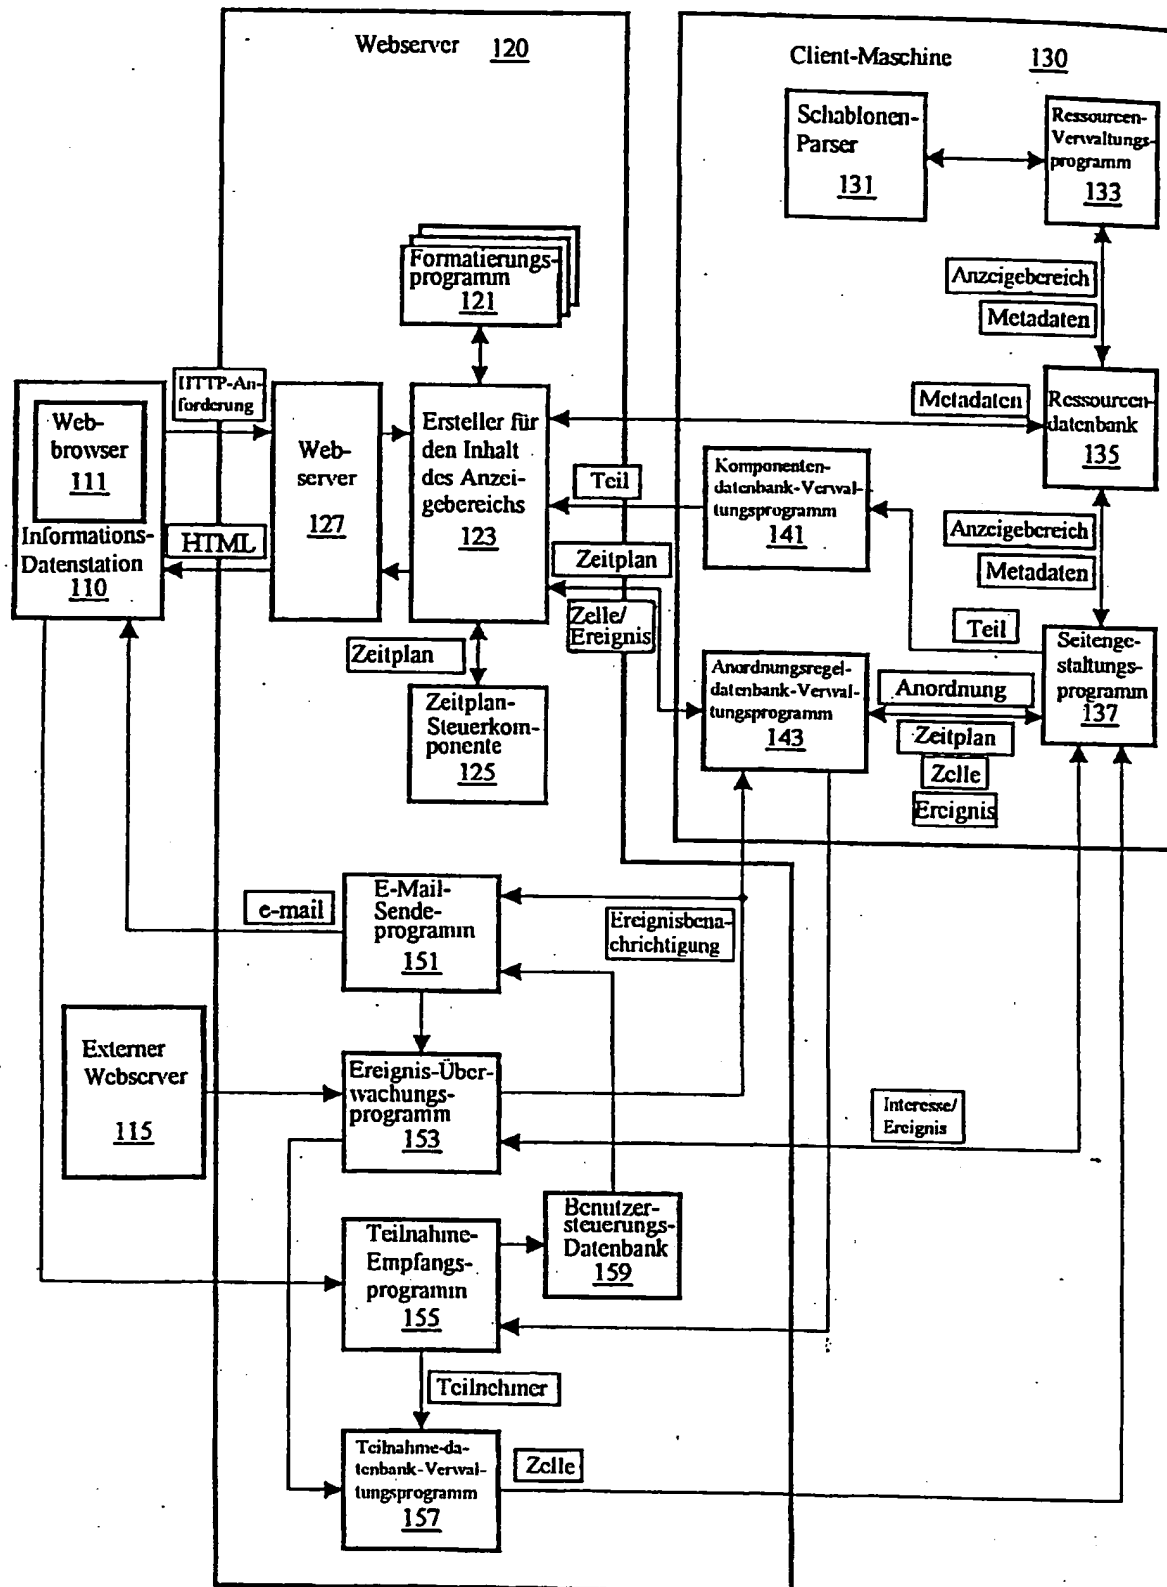 Webserver 120
Client-Maschine 130
Schablonen-
Parser
131
Ressourcen-
Verwaltungs-
programm
133
Formatierungs-
programm
121
Anzeigebereich
Metadaten
HTTP-An-
forderung
Web-
browser
111
Informations-
Datenstation
110
HTML
Web-
server
127
Ersteller für
den Inhalt
des Anzei-
gebereichs
123
Metadaten
Ressourcen-
datenbank
135
Teil
Komponenten-
datenbank-Verwal-
tungsprogramm
141
Zeitplan
Zelle/
Ereignis
Anzeigebereich
Metadaten
Teil
Seitenge-
staltungs-
programm
137
Zeitplan
Zeitplan-
Steuerkom-
ponente
125
Anordnungsregel-
datenbank-Verwal-
tungsprogramm
143
Anordnung
Zeitplan
Zelle
Ereignis
e-mail
E-Mail-
Sende-
programm
151
Ereignisbena-
chrichtigung
Externer
Webserver
115
Ereignis-Über-
wachungs-
programm
153
Interesse/
Ereignis
Teilnahme-
Empfangs-
programm
155
Benutzer-
steuerungs-
Datenbank
159
Teilnehmer
Teilnahme-da-
tenbank-Verwal-
tungsprogramm
157
Zelle